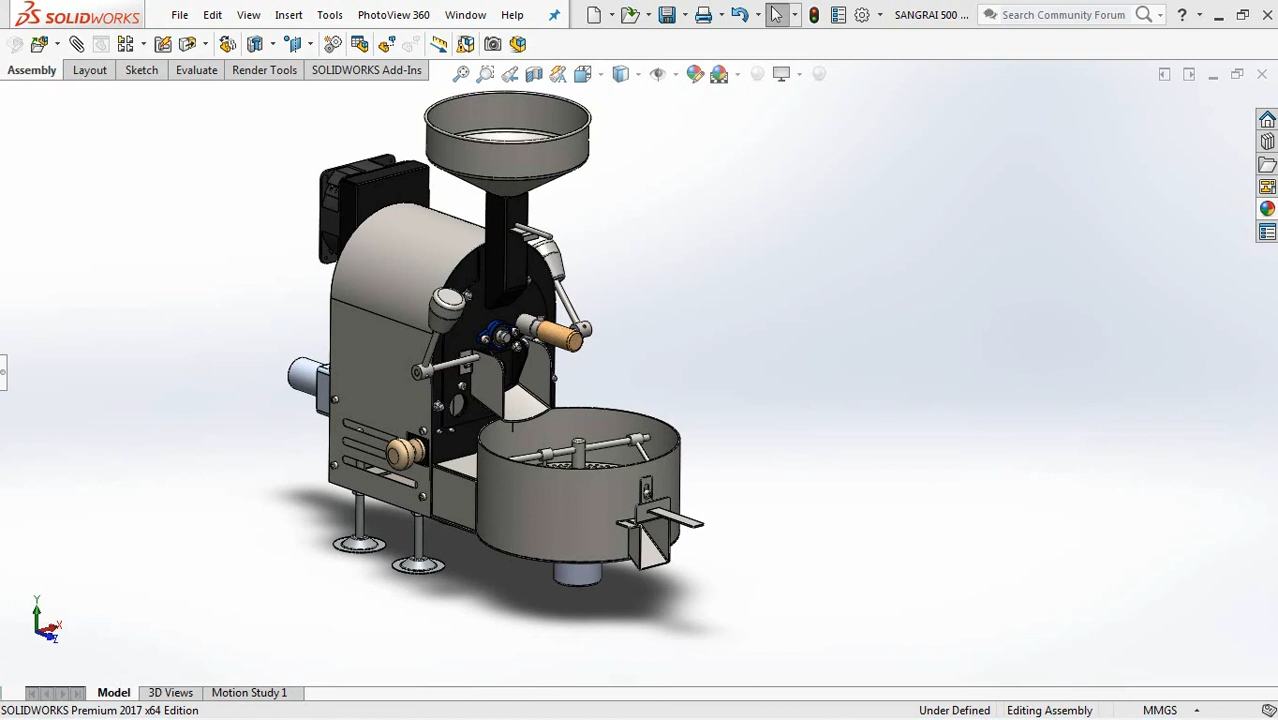 SOLIDWORKS File Edit View Insert Tools PhotoView 360 Window Help SANGRAI 500 ... Search Community Forum ?
Assembly Layout Sketch Evaluate Render Tools SOLIDWORKS Add-Ins
Y
X
Z
Model 3D Views Motion Study 1
SOLIDWORKS Premium 2017 x64 Edition Under Defined Editing Assembly MMGS